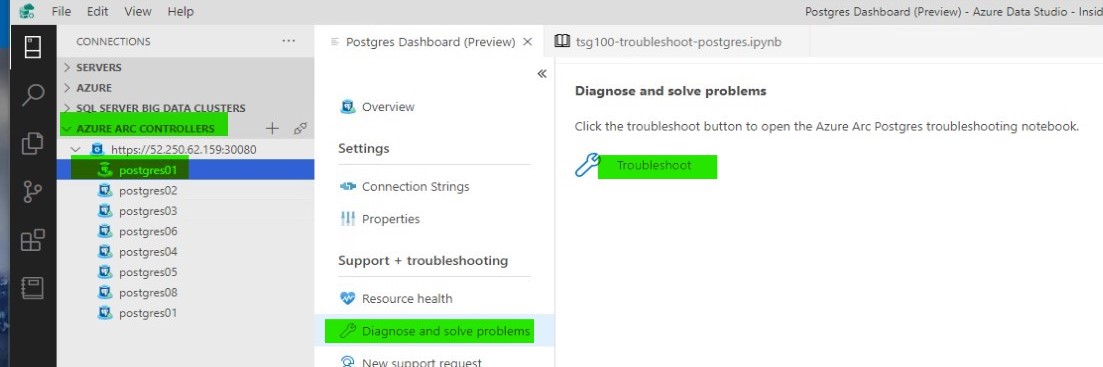 File Edit View Help
Postgres Dashboard (Preview) - Azure Data Studio - Insid
CONNECTIONS ...
SERVERS
AZURE
SQL SERVER BIG DATA CLUSTERS
AZURE ARC CONTROLLERS
https://52.250.62.159:30080
postgres01
postgres02
postgres03
postgres06
postgres04
postgres05
postgres08
postgres01
Postgres Dashboard (Preview)
tsg100-troubleshoot-postgres.ipynb
Overview
Settings
Connection Strings
Properties
Support + troubleshooting
Resource health
Diagnose and solve problems
New support request
Diagnose and solve problems
Click the troubleshoot button to open the Azure Arc Postgres troubleshooting notebook.
Troubleshoot